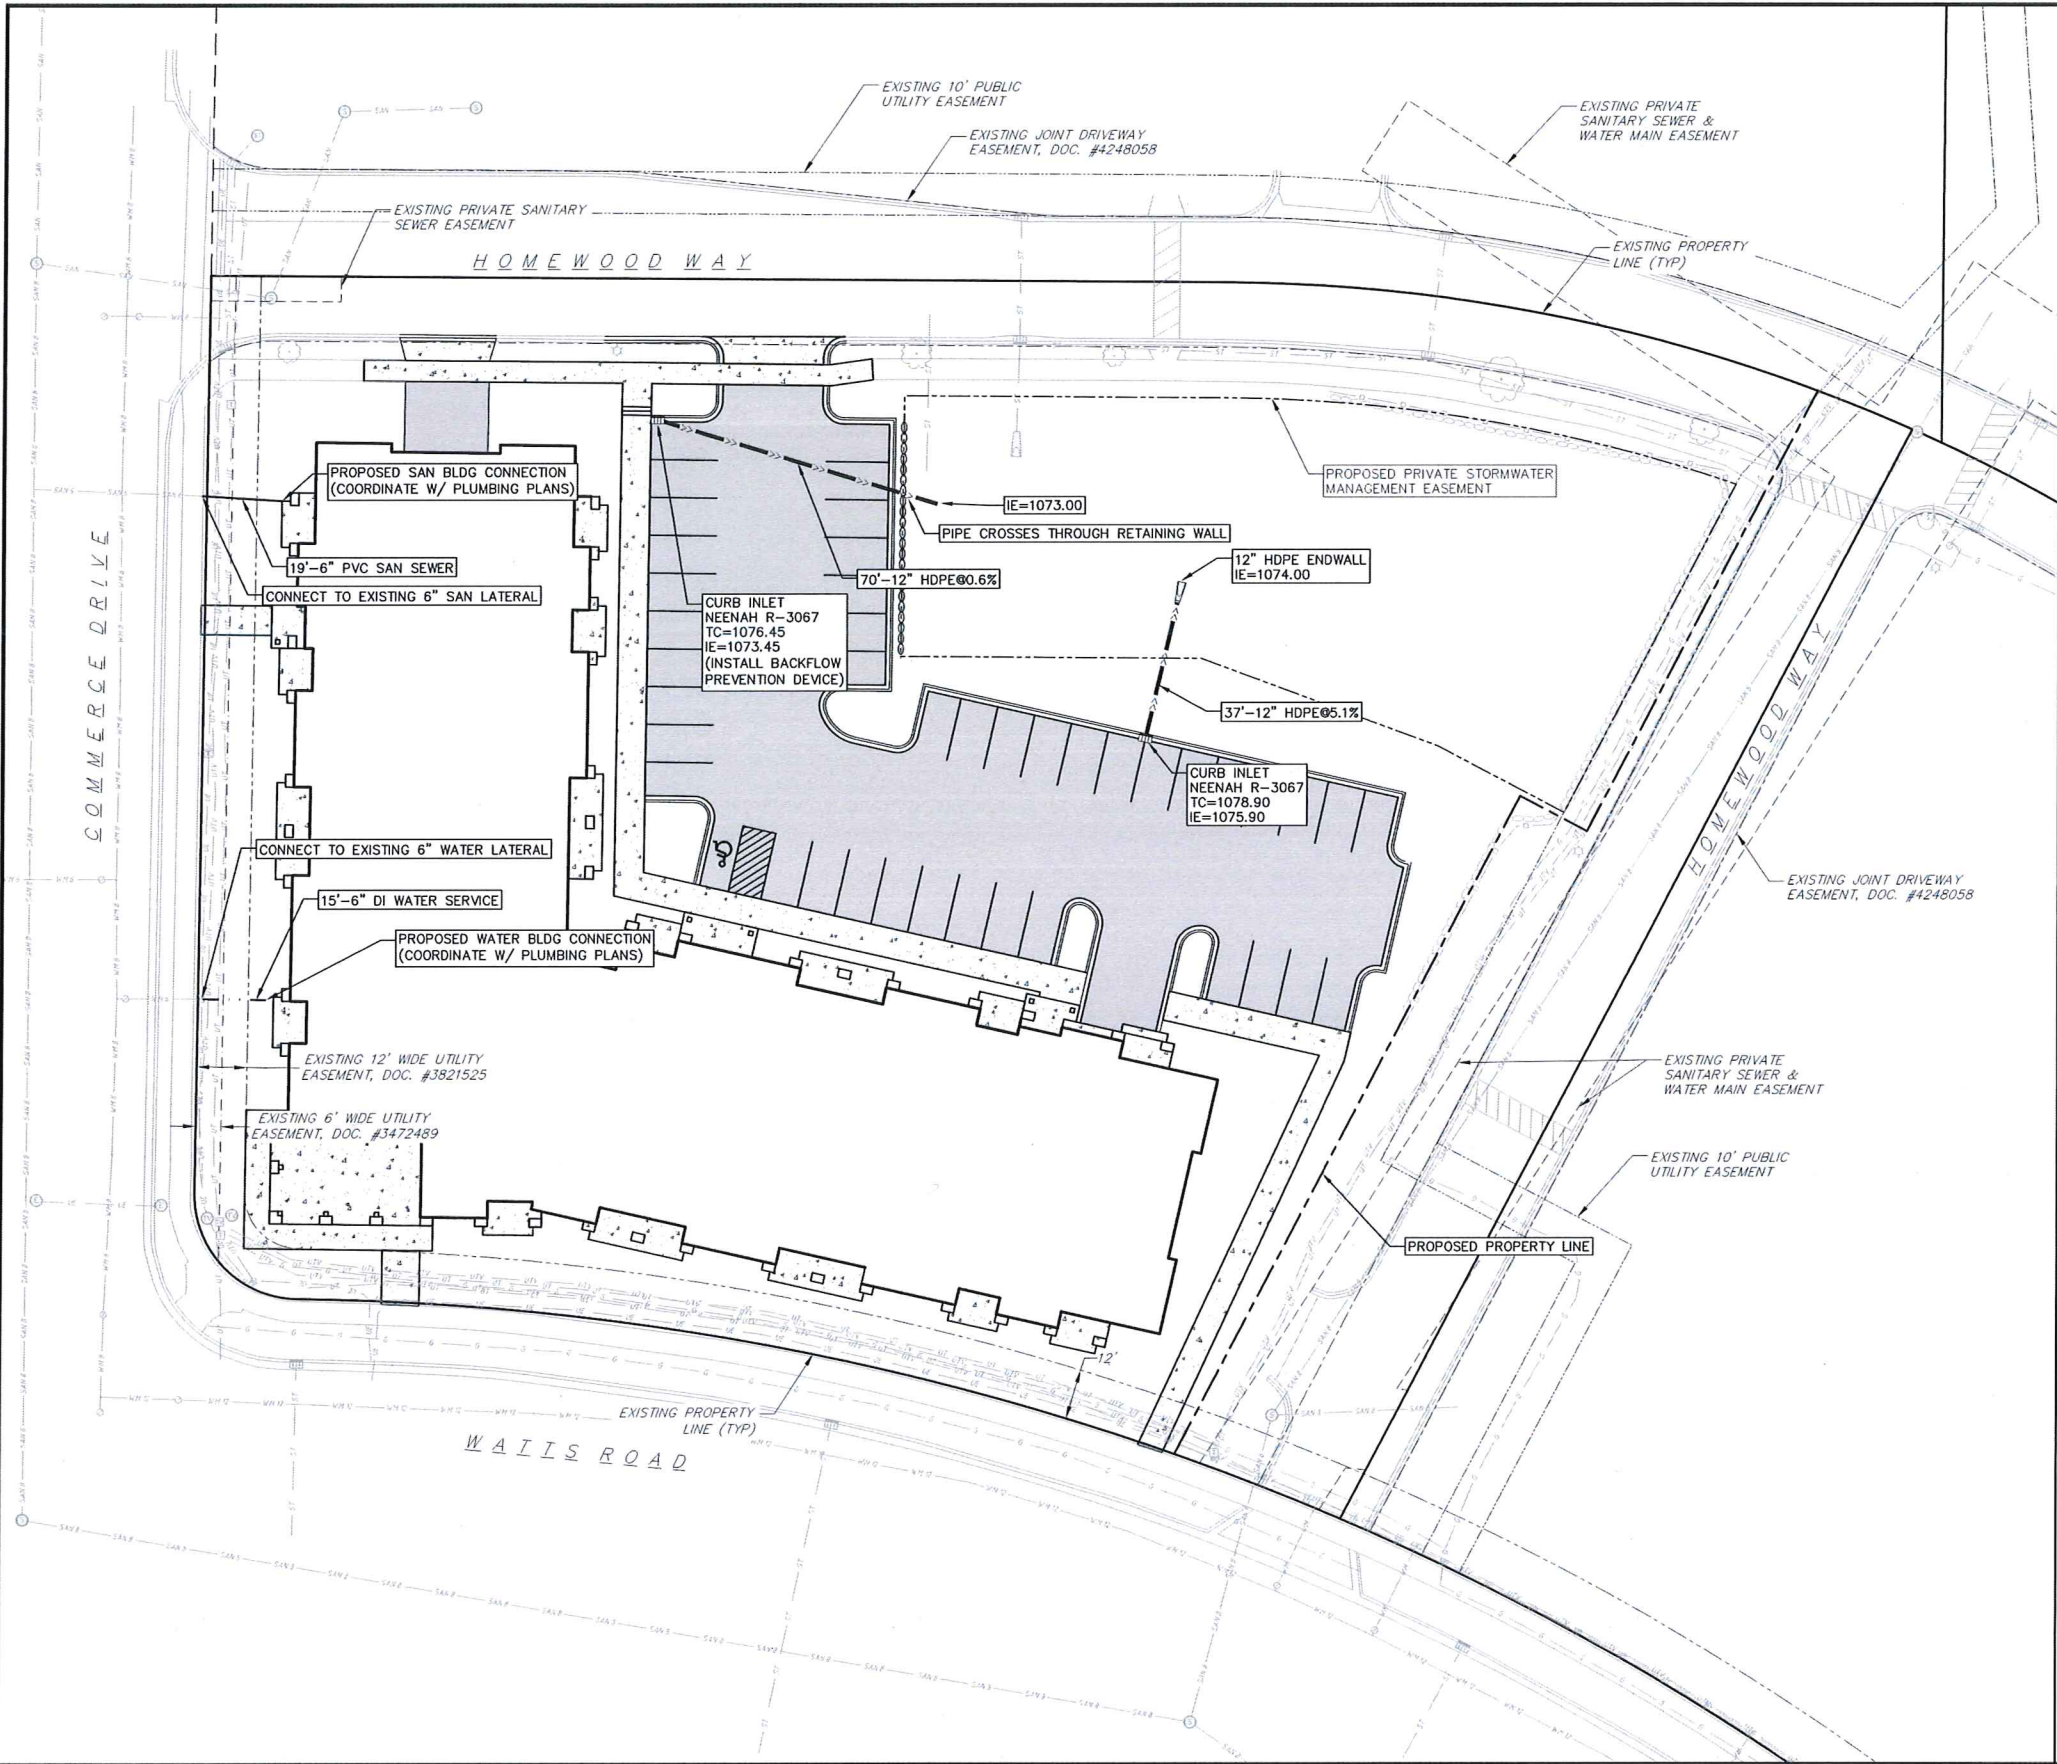 EXISTING 10' PUBLIC
UTILITY EASEMENT
EXISTING JOINT DRIVEWAY
EASEMENT, DOC. #4248058
EXISTING PRIVATE
SANITARY SEWER &
WATER MAIN EASEMENT
EXISTING PRIVATE SANITARY
SEWER EASEMENT
HOMEWOOD WAY
EXISTING PROPERTY
LINE (TYP)
PROPOSED SAN BLDG CONNECTION
(COORDINATE W/ PLUMBING PLANS)
PROPOSED PRIVATE STORMWATER
MANAGEMENT EASEMENT
IE=1073.00
PIPE CROSSES THROUGH RETAINING WALL
19'-6" PVC SAN SEWER
12" HDPE ENDWALL
IE=1074.00
70'-12" HDPE@0.6%
CONNECT TO EXISTING 6" SAN LATERAL
CURB INLET
NEENAH R-3067
TC=1076.45
IE=1073.45
(INSTALL BACKFLOW
PREVENTION DEVICE)
COMMERCE DRIVE
37'-12" HDPE@5.1%
HOMEWOOD WAY
CURB INLET
NEENAH R-3067
TC=1078.90
IE=1075.90
CONNECT TO EXISTING 6" WATER LATERAL
EXISTING JOINT DRIVEWAY
EASEMENT, DOC. #4248058
15'-6" DI WATER SERVICE
PROPOSED WATER BLDG CONNECTION
(COORDINATE W/ PLUMBING PLANS)
EXISTING 12' WIDE UTILITY
EASEMENT, DOC. #3821525
EXISTING PRIVATE
SANITARY SEWER &
WATER MAIN EASEMENT
EXISTING 6' WIDE UTILITY
EASEMENT, DOC. #3472489
EXISTING 10' PUBLIC
UTILITY EASEMENT
PROPOSED PROPERTY LINE
12'
EXISTING PROPERTY
LINE (TYP)
WATTS ROAD